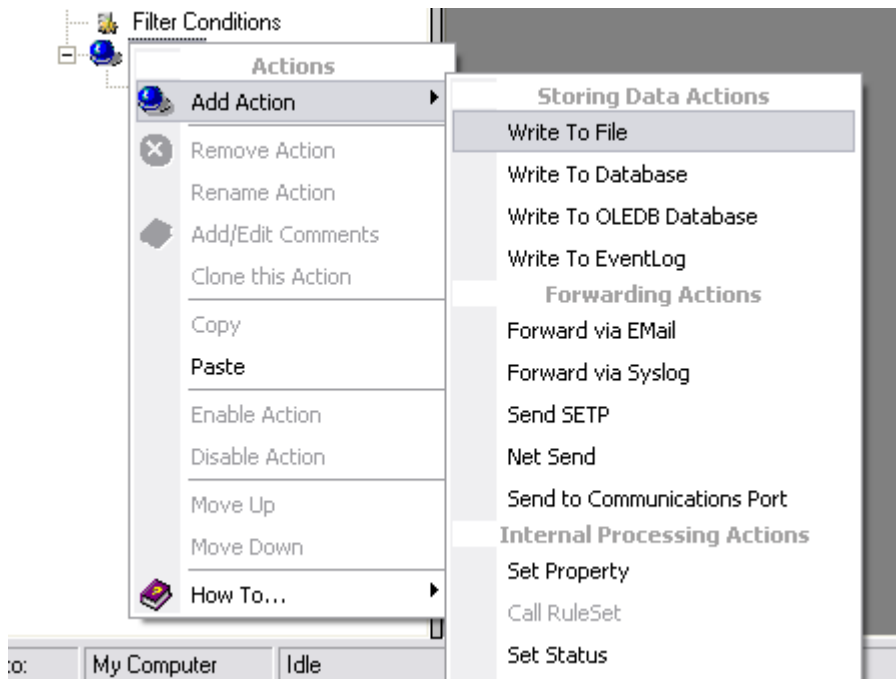 Filter Conditions
Actions
Add Action
Remove Action
Rename Action
Add/Edit Comments
Clone this Action
Copy
Paste
Enable Action
Disable Action
Move Up
Move Down
How To...
Storing Data Actions
Write To File
Write To Database
Write To OLEDB Database
Write To EventLog
Forwarding Actions
Forward via EMail
Forward via Syslog
Send SETP
Net Send
Send to Communications Port
Internal Processing Actions
Set Property
Call RuleSet
Set Status
to: My Computer Idle